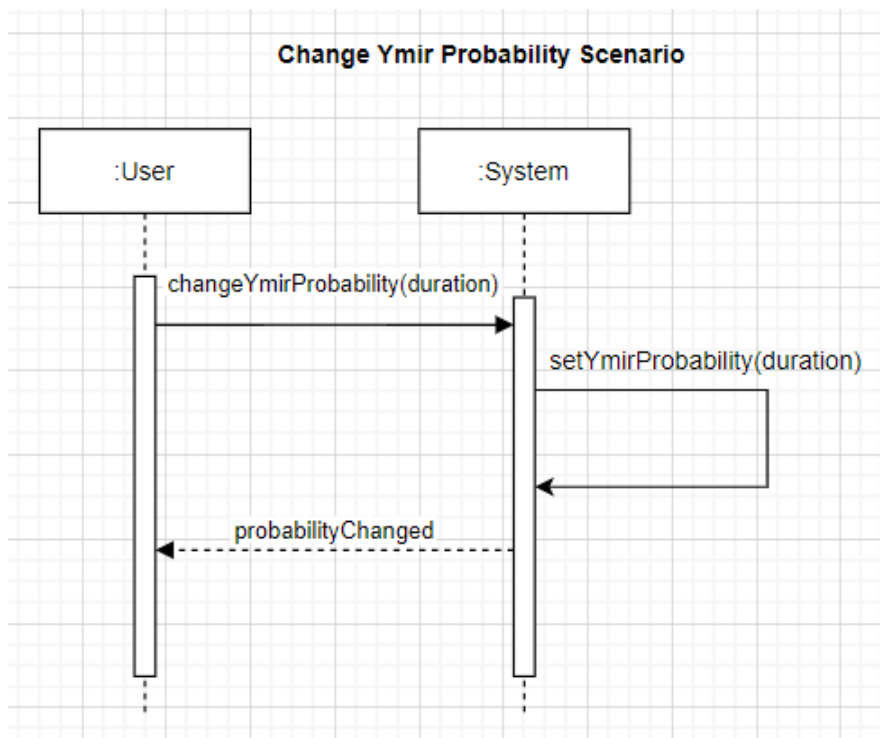 Change Ymir Probability Scenario
:User
:System
changeYmirProbability(duration)
setYmirProbability(duration)
probabilityChanged